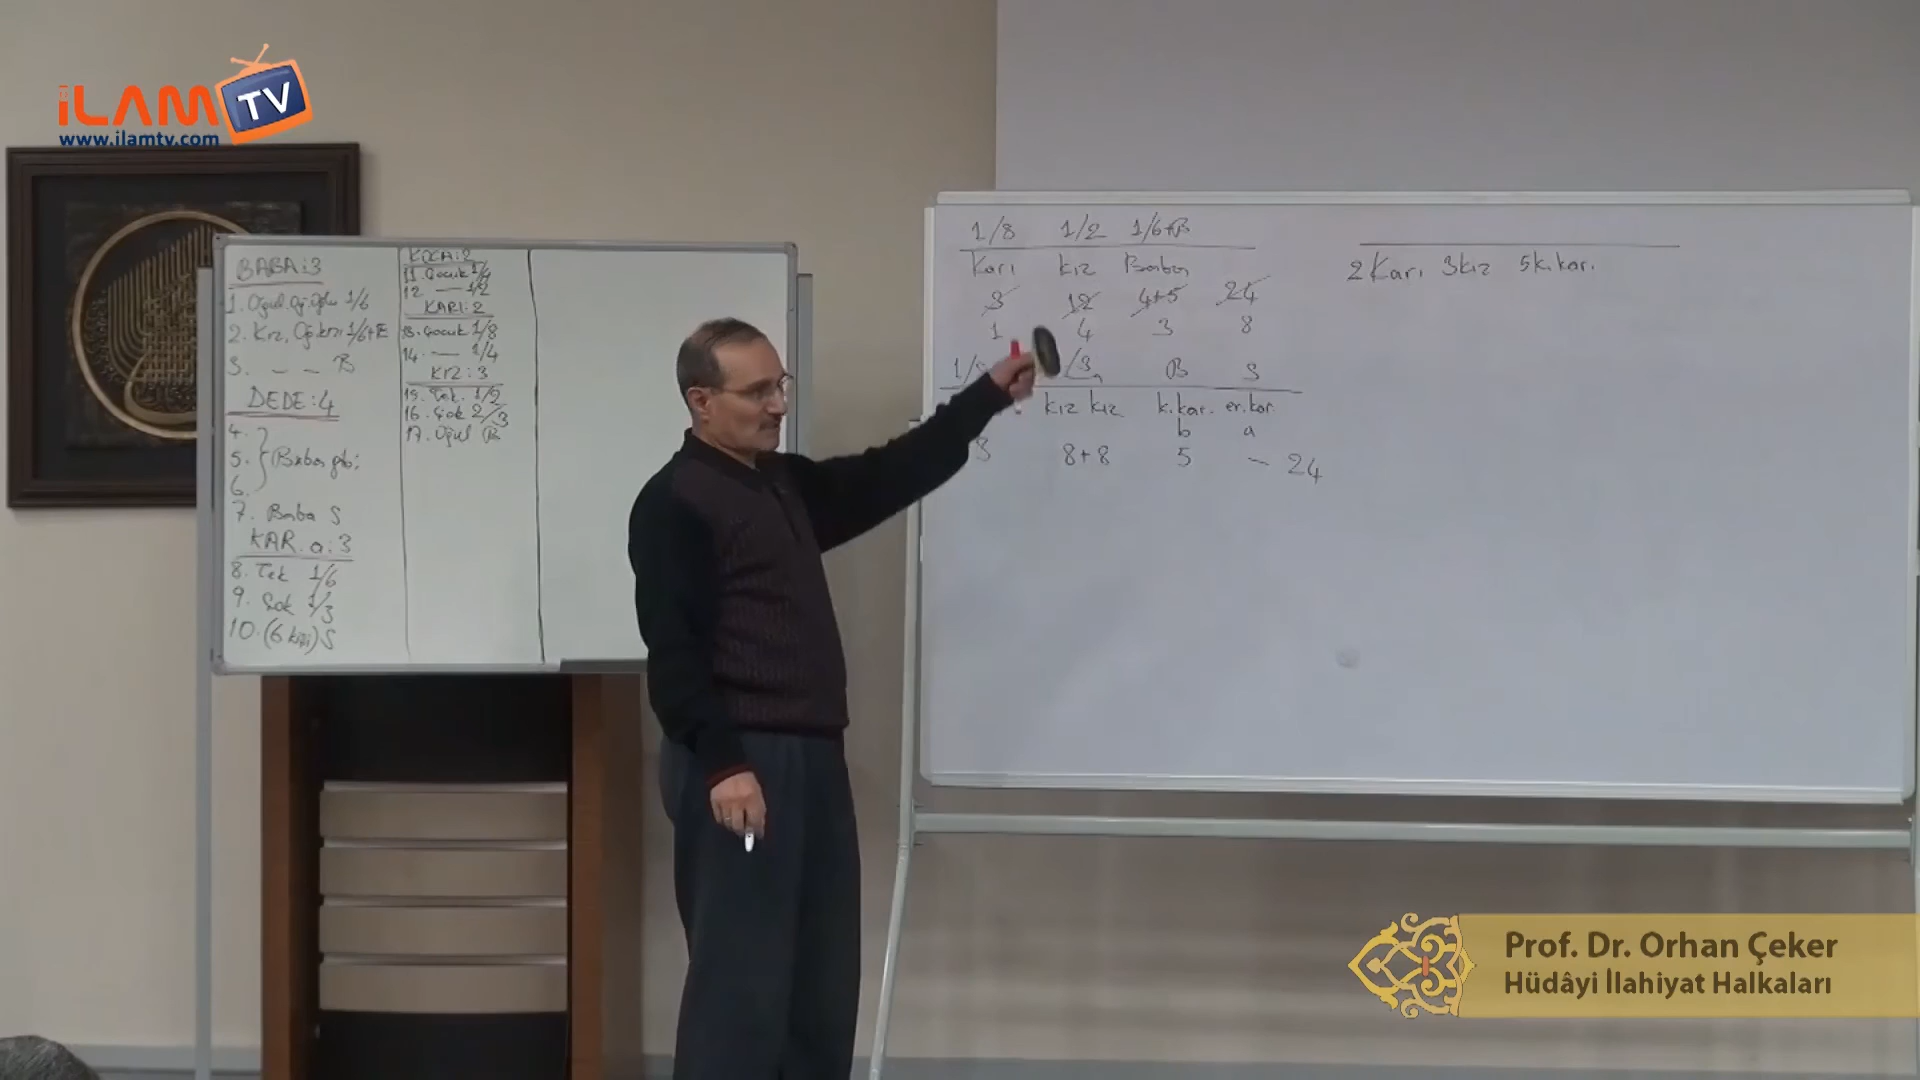 iLAM TV
www.ilamtv.com
BABA:3
1. Oğul. Oğ. Oğlu 1/6
2. Kız, Oğ.kızı 1/6+B
3. — — B
DEDE:4
4.
5. Baba gibi
6.
7. Baba S
KAR. a:3
8. Tek 1/6
9. Çok 1/3
10. (6 kişi) S
KOCA:2
11. Çocuk 1/4
12. — 1/2
KARI:2
13. Çocuk 1/8
14. — 1/4
KIZ:3
15. Tek. 1/2
16. Çok 2/3
17. Oğul B
1/8 1/2 1/6+B
Karı Kız Baba
3 12 4+5 24
1 4 3 8
/3 B S
kız kız k.kar. er.kar.
b a
3 8+8 5 — 24
2 Karı 3 kız 5 k.kar.
Prof. Dr. Orhan Çeker
Hüdâyi İlahiyat Halkaları